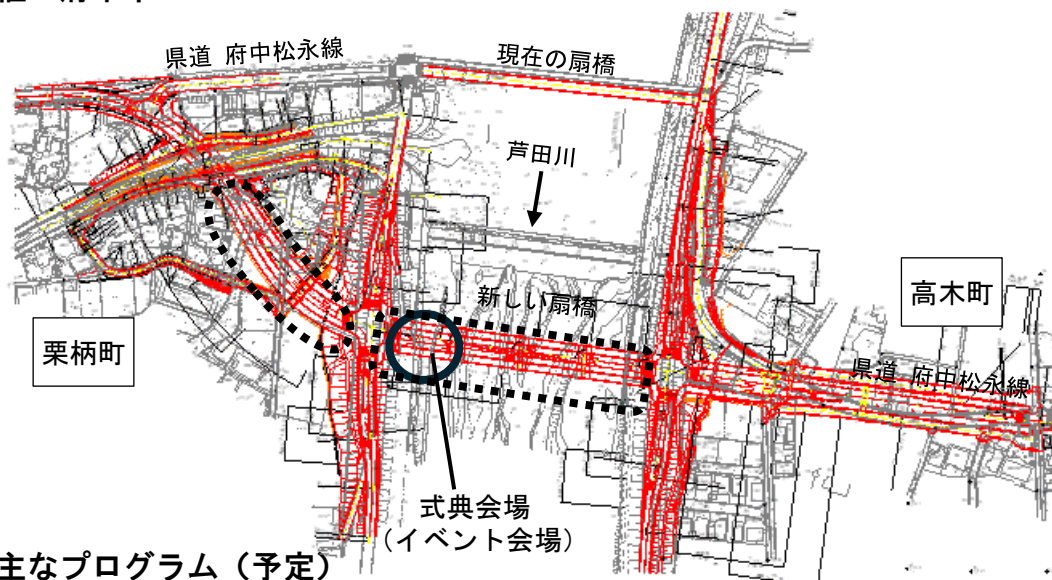 県道 府中松永線
現在の扇橋
芦田川
新しい扇橋
高木町
栗柄町
県道 府中松永線
式典会場
(イベント会場)
主なプログラム（予定）